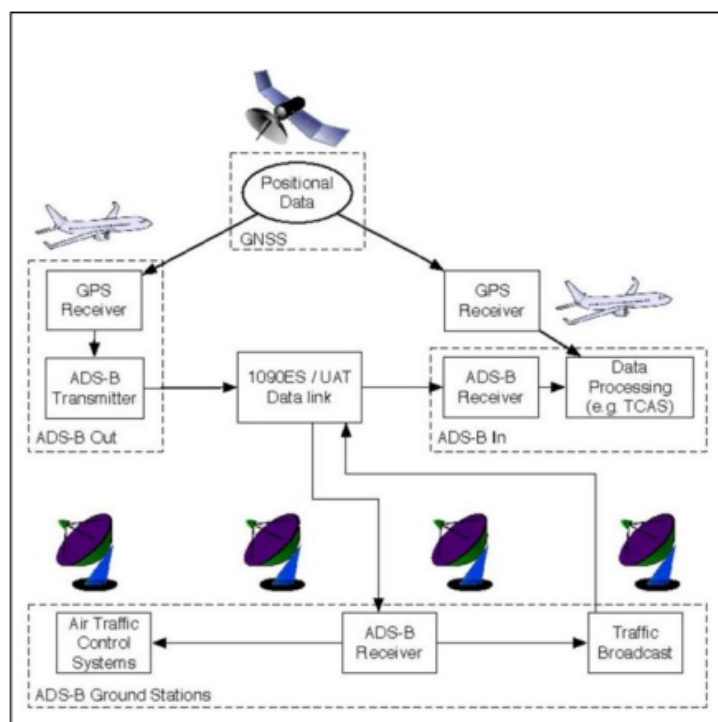 Positional
Data
GNSS
GPS
Receiver
GPS
Receiver
ADS-B
Transmitter
1090ES / UAT
Data link
ADS-B
Receiver
Data
Processing
(e.g. TCAS)
ADS-B Out
ADS-B In
Air Traffic
Control
Systems
ADS-B
Receiver
Traffic
Broadcast
ADS-B Ground Stations